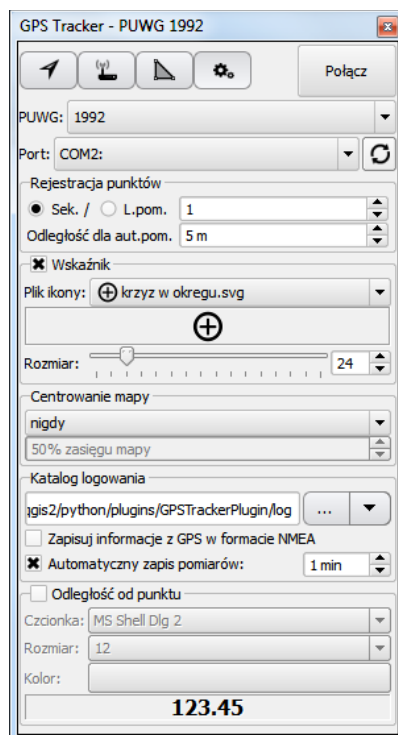 GPS Tracker - PUWG 1992
Połącz
PUWG: 1992
Port: COM2:
Rejestracja punktów
Sek. / L.pom. 1
Odległość dla aut.pom. 5 m
Wskaźnik
Plik ikony: krzyz w okregu.svg
Rozmiar: 24
Centrowanie mapy
nigdy
50% zasięgu mapy
Katalog logowania
qgis2/python/plugins/GPSTrackerPlugin/log ...
Zapisuj informacje z GPS w formacie NMEA
Automatyczny zapis pomiarów: 1 min
Odległość od punktu
Czcionka: MS Shell Dlg 2
Rozmiar: 12
Kolor:
123.45